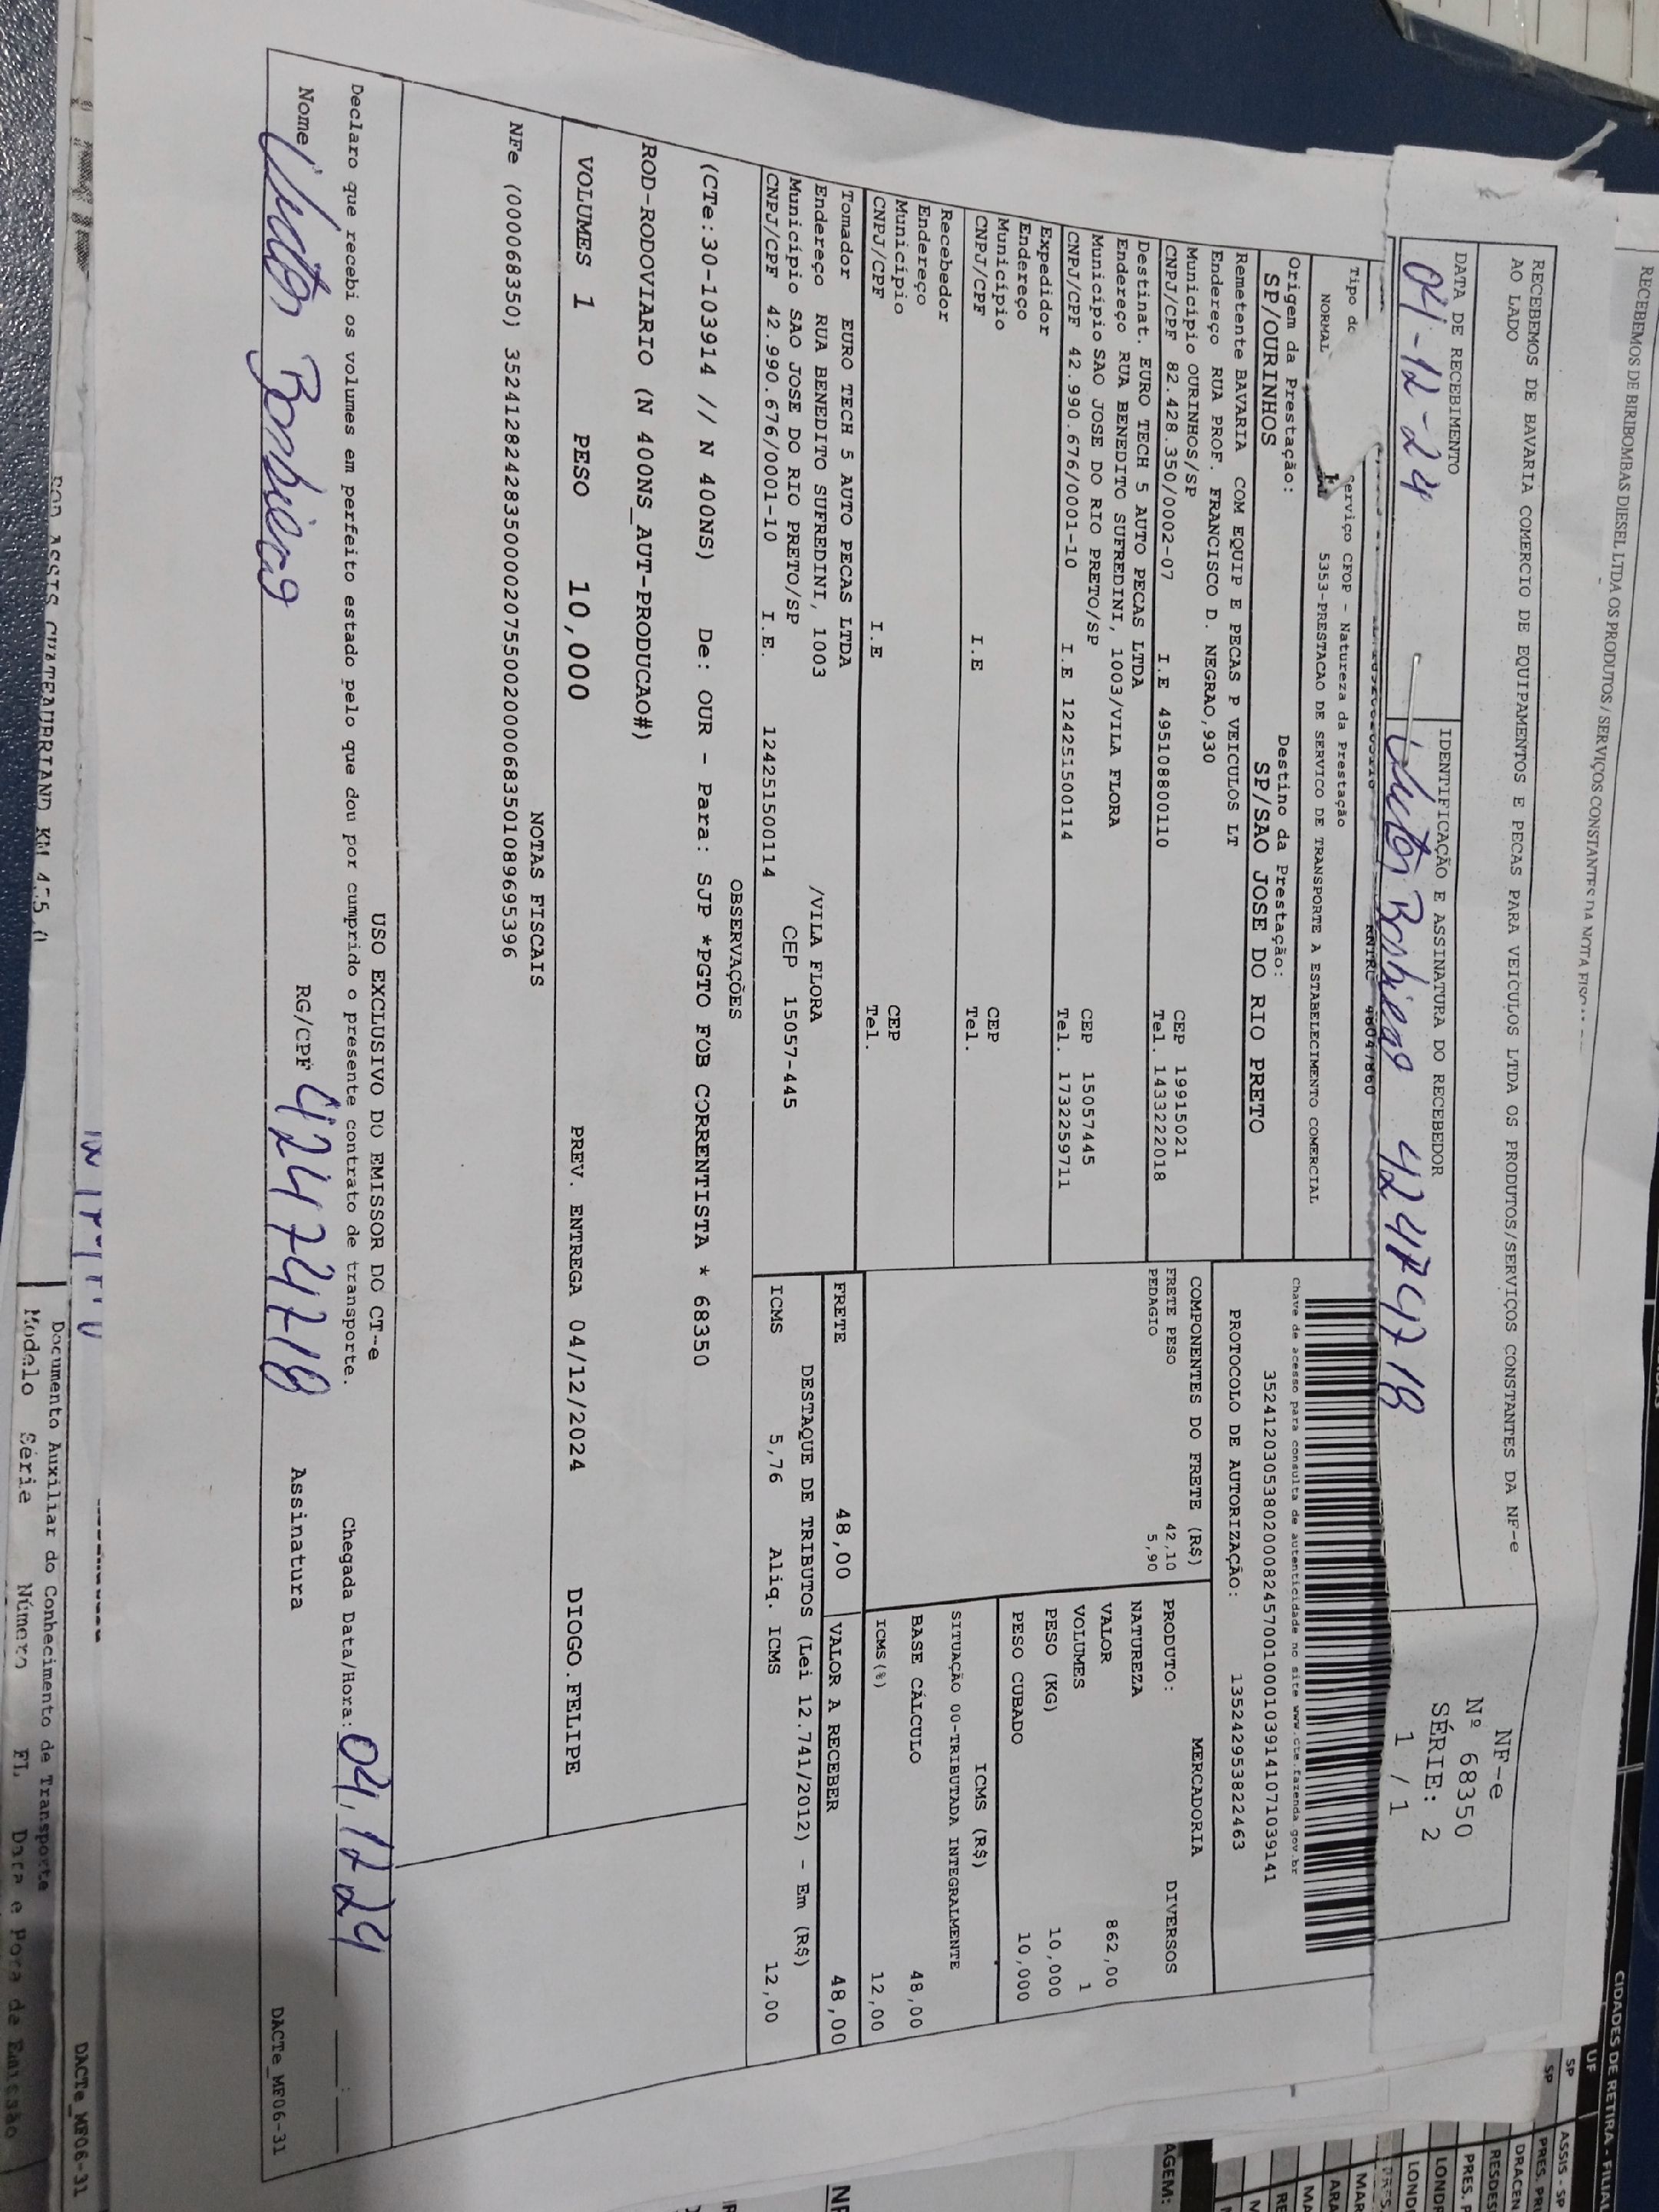 RECEBEMOS DE BIRIBOMBAS DIESEL LTDA OS PRODUTOS / SERVIÇOS CONSTANTES DA NOTA
RECEBEMOS DE BAVARIA COMERCIO DE EQUIPAMENTOS E PECAS PARA VEICULOS LTDA OS PRODUTOS/SERVIÇOS CONSTANTES DA NF-e
AO LADO
NF-e
Nº 68350
SÉRIE: 2
1 / 1
DATA DE RECEBIMENTO
IDENTIFICAÇÃO E ASSINATURA DO RECEBEDOR
04-12-24
42474718
RNTRC
Tipo do
Serviço CFOP - Natureza da Prestação
NORMAL
5353-PRESTACAO DE SERVICO DE TRANSPORTE A ESTABELECIMENTO COMERCIAL
Chave de acesso para consulta de autenticidade no site www.cte.fazenda.gov.br
35241203053802000824570010001039141071039141
PROTOCOLO DE AUTORIZAÇÃO: 135242953822463
Origem da Prestação: Destino da Prestação:
SP/OURINHOS SP/SAO JOSE DO RIO PRETO
Remetente BAVARIA COM EQUIP E PECAS P VEICULOS LT
Endereço RUA PROF. FRANCISCO D. NEGRAO,930
Município OURINHOS/SP CEP 19915021
CNPJ/CPF 82.428.350/0002-07 I.E 495108800110 Tel. 1433222018
Destinat. EURO TECH 5 AUTO PECAS LTDA
Endereço RUA BENEDITO SUFREDINI, 1003/VILA FLORA
Município SAO JOSE DO RIO PRETO/SP CEP 15057445
CNPJ/CPF 42.990.676/0001-10 I.E 124251500114 Tel. 1732259711
Expedidor
Endereço
Município CEP
CNPJ/CPF I.E Tel.
Recebedor
Endereço
Município CEP
CNPJ/CPF I.E Tel.
Tomador EURO TECH 5 AUTO PECAS LTDA
Endereço RUA BENEDITO SUFREDINI, 1003 /VILA FLORA
Município SAO JOSE DO RIO PRETO/SP CEP 15057-445
CNPJ/CPF 42.990.676/0001-10 I.E. 124251500114
COMPONENTES DO FRETE (R$)
FRETE PESO 42,10
PEDAGIO 5,90
MERCADORIA
PRODUTO: DIVERSOS
NATUREZA
VALOR 862,00
VOLUMES 1
PESO (KG) 10,000
PESO CUBADO 10,000
ICMS (R$)
SITUAÇÃO 00-TRIBUTADA INTEGRALMENTE
BASE CÁLCULO 48,00
ICMS(%) 12,00
FRETE 48,00 VALOR A RECEBER 48,00
DESTAQUE DE TRIBUTOS (Lei 12.741/2012) - Em (R$)
ICMS 5,76 Aliq. ICMS 12,00
OBSERVAÇÕES
(CTe:30-103914 // N 400NS) De: OUR - Para: SJP *PGTO FOB CORRENTISTA * 68350
ROD-RODOVIARIO (N 400NS_AUT-PRODUCAO#)
VOLUMES 1 PESO 10,000 PREV. ENTREGA 04/12/2024 DIOGO.FELIPE
NOTAS FISCAIS
NFe (000068350) 35241282428350000207550020000683501089695396
USO EXCLUSIVO DO EMISSOR DO CT-e
Declaro que recebi os volumes em perfeito estado pelo que dou por cumprido o presente contrato de transporte.
Chegada Data/Hora: 04,12 24
Nome
RG/CPF 42474718 Assinatura
DACTe_MF06-31
DACTe_MF06-31
Documento Auxiliar do Conhecimento de Transporte
Modelo Série Número FL Data e Hora de Emissão
CIDADES DE RETIRA
UF
SP
SP
ASSIS - SP